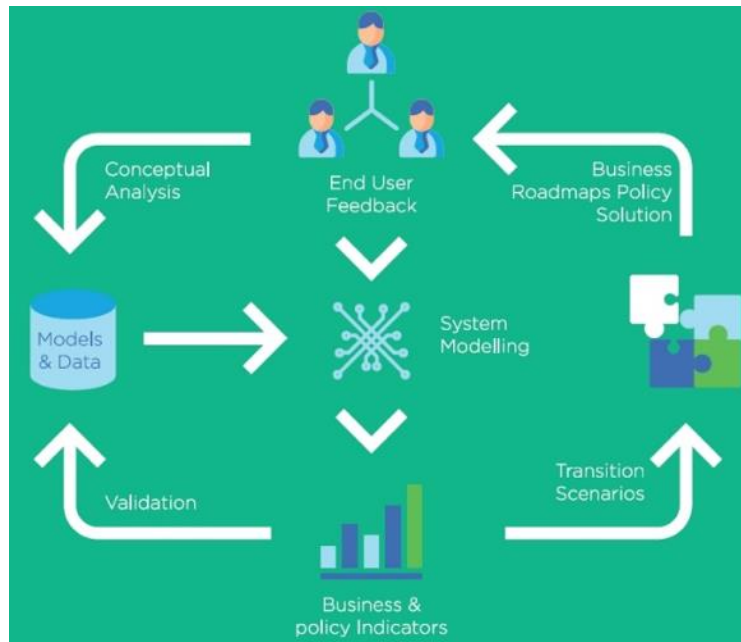 Conceptual
Analysis
End User
Feedback
Business
Roadmaps Policy
Solution
Models
& Data
System
Modelling
Validation
Transition
Scenarios
Business &
policy Indicators